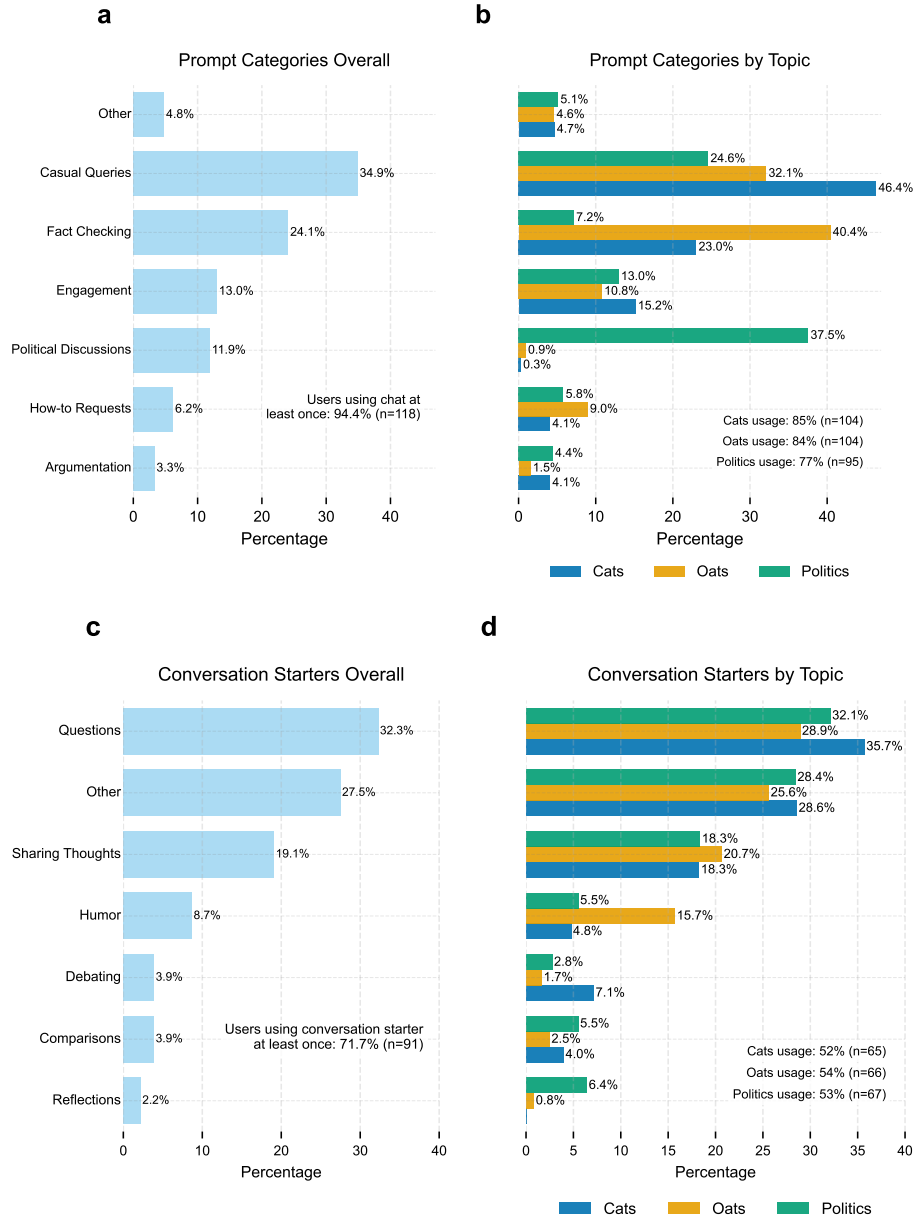 a
Prompt Categories Overall
Other
4.8%
Casual Queries
34.9%
Fact Checking
24.1%
Engagement
13.0%
Political Discussions
11.9%
How-to Requests
6.2%
Users using chat at
least once: 94.4% (n=118)
Argumentation
3.3%
0 10 20 30 40
Percentage
b
Prompt Categories by Topic
5.1%
4.6%
4.7%
24.6%
32.1%
46.4%
7.2%
40.4%
23.0%
13.0%
10.8%
15.2%
37.5%
0.9%
0.3%
5.8%
9.0%
4.1%
4.4%
1.5%
4.1%
Cats usage: 85% (n=104)
Oats usage: 84% (n=104)
Politics usage: 77% (n=95)
0 10 20 30 40
Percentage
Cats Oats Politics
c
Conversation Starters Overall
Questions
32.3%
Other
27.5%
Sharing Thoughts
19.1%
Humor
8.7%
Debating
3.9%
Comparisons
3.9%
Users using conversation starter
at least once: 71.7% (n=91)
Reflections
2.2%
0 10 20 30 40
Percentage
d
Conversation Starters by Topic
32.1%
28.9%
35.7%
28.4%
25.6%
28.6%
18.3%
20.7%
18.3%
5.5%
15.7%
4.8%
2.8%
1.7%
7.1%
5.5%
2.5%
4.0%
6.4%
0.8%
Cats usage: 52% (n=65)
Oats usage: 54% (n=66)
Politics usage: 53% (n=67)
0 5 10 15 20 25 30 35 40
Percentage
Cats Oats Politics